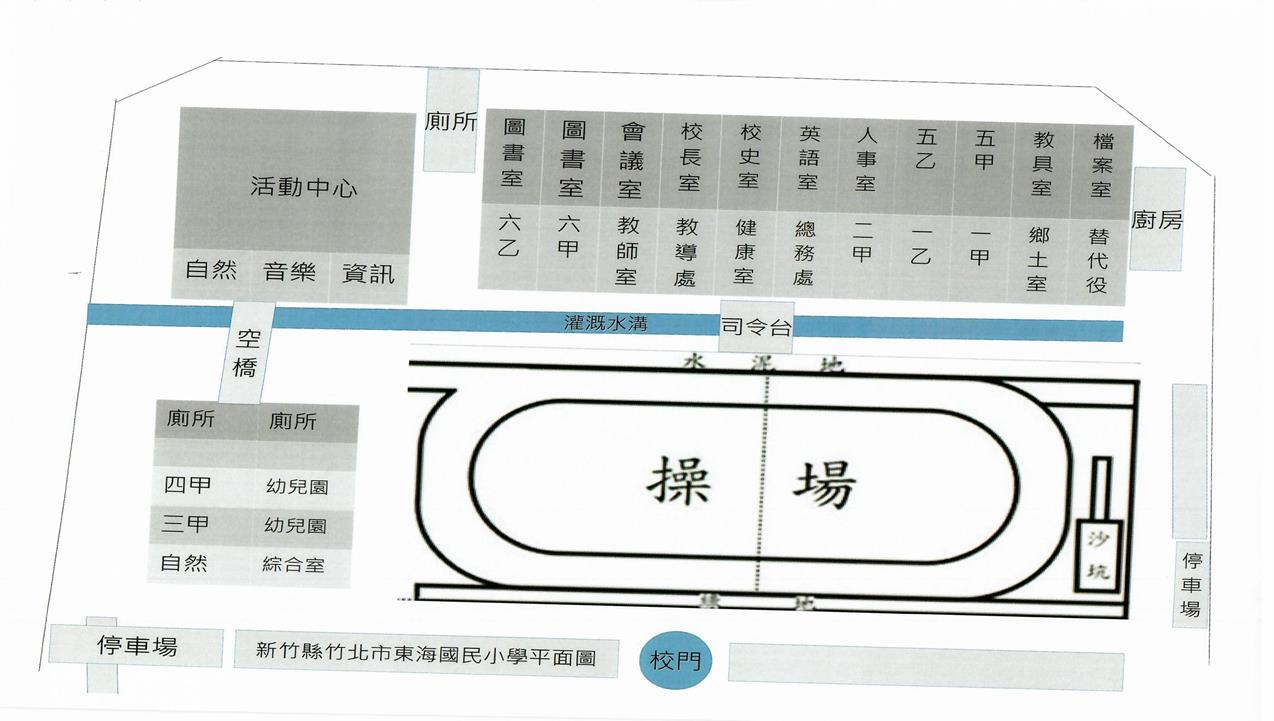 廁所
圖書室 圖書室 會議室 校長室 校史室 英語室 人事室 五乙 五甲 教具室 檔案室
活動中心
廚房
六乙 六甲 教師室 教導處 健康室 總務處 二甲 一乙 一甲 鄉土室 替代役
自然 音樂 資訊
灌溉水溝
司令台
空橋
水泥地
廁所 廁所
操場
四甲 幼兒園
三甲 幼兒園
自然 綜合室
沙坑
停車場
綠地
停車場
新竹縣竹北市東海國民小學平面圖
校門